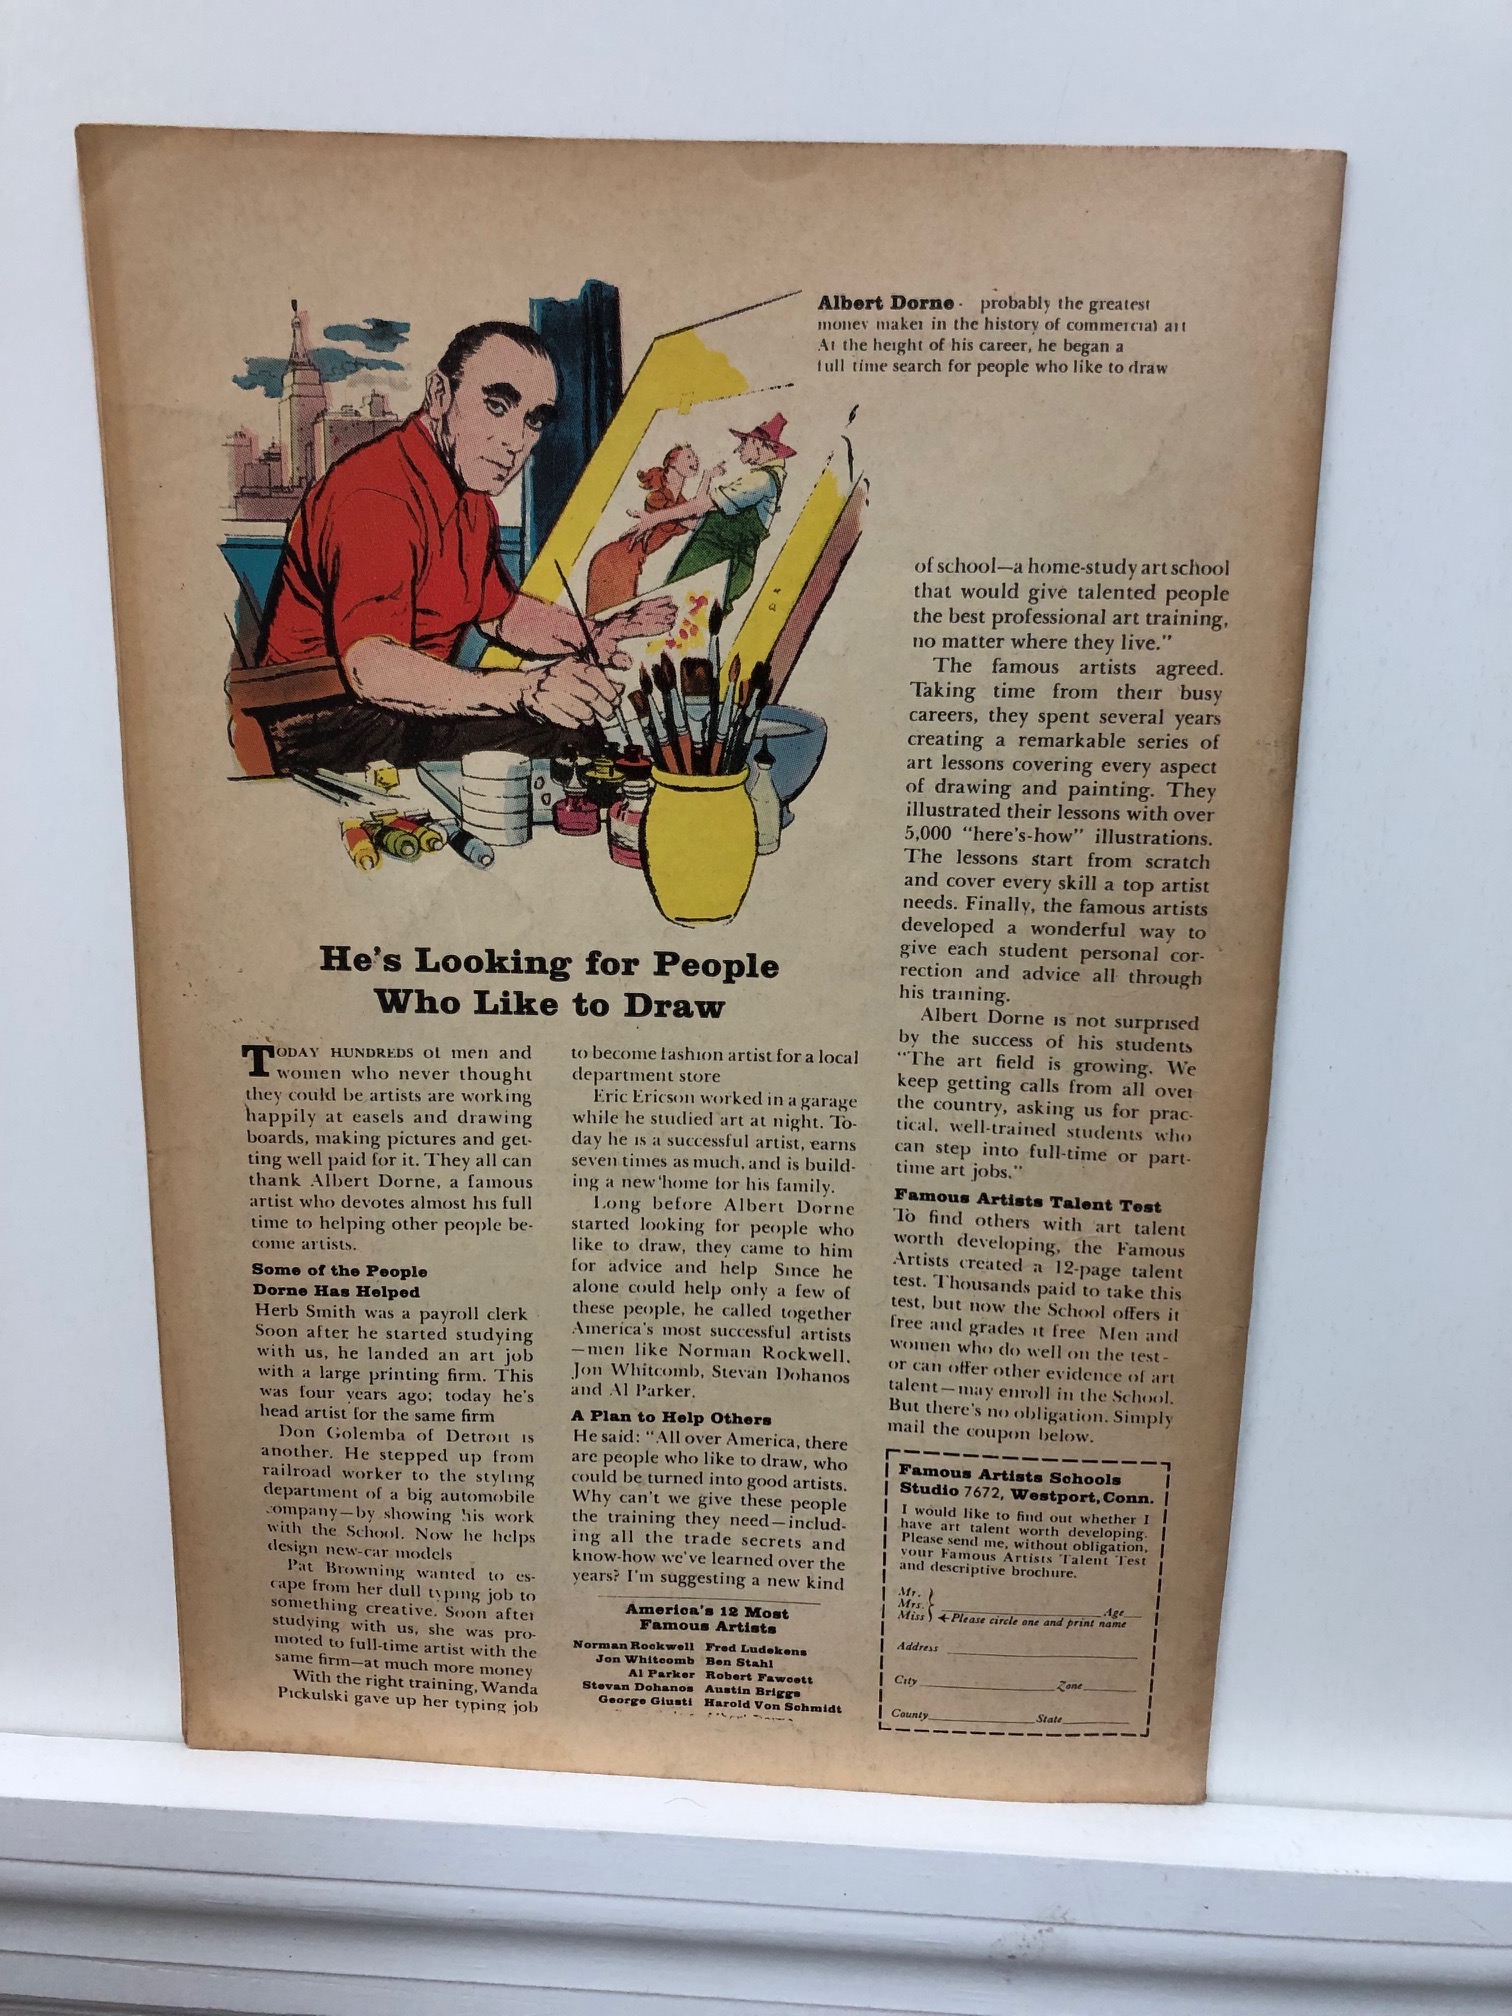 Albert Dorne - probably the greatest
money maker in the history of commercial art
At the height of his career, he began a
full time search for people who like to draw
He's Looking for People
Who Like to Draw
TODAY HUNDREDS of men and
women who never thought
they could be artists are working
happily at easels and drawing
boards, making pictures and get-
ting well paid for it. They all can
thank Albert Dorne, a famous
artist who devotes almost his full
time to helping other people be-
come artists.
Some of the People
Dorne Has Helped
Herb Smith was a payroll clerk
Soon after he started studying
with us, he landed an art job
with a large printing firm. This
was four years ago; today he's
head artist for the same firm
Don Golemba of Detroit is
another. He stepped up from
railroad worker to the styling
department of a big automobile
company—by showing his work
with the School. Now he helps
design new-car models
Pat Browning wanted to es-
cape from her dull typing job to
something creative. Soon after
studying with us, she was pro-
moted to full-time artist with the
same firm—at much more money
With the right training, Wanda
Pickulski gave up her typing job
to become fashion artist for a local
department store
Eric Ericson worked in a garage
while he studied art at night. To-
day he is a successful artist, earns
seven times as much, and is build-
ing a new home for his family.
Long before Albert Dorne
started looking for people who
like to draw, they came to him
for advice and help Since he
alone could help only a few of
these people, he called together
America's most successful artists
—men like Norman Rockwell,
Jon Whitcomb, Stevan Dohanos
and Al Parker.
A Plan to Help Others
He said: "All over America, there
are people who like to draw, who
could be turned into good artists.
Why can't we give these people
the training they need—includ-
ing all the trade secrets and
know-how we've learned over the
years? I'm suggesting a new kind
America's 12 Most
Famous Artists
Norman Rockwell Fred Ludekens
Jon Whitcomb Ben Stahl
Al Parker Robert Fawcett
Stevan Dohanos Austin Briggs
George Giusti Harold Von Schmidt
of school—a home-study art school
that would give talented people
the best professional art training,
no matter where they live."
The famous artists agreed.
Taking time from their busy
careers, they spent several years
creating a remarkable series of
art lessons covering every aspect
of drawing and painting. They
illustrated their lessons with over
5,000 "here's-how" illustrations.
The lessons start from scratch
and cover every skill a top artist
needs. Finally, the famous artists
developed a wonderful way to
give each student personal cor-
rection and advice all through
his training.
Albert Dorne is not surprised
by the success of his students
"The art field is growing. We
keep getting calls from all over
the country, asking us for prac-
tical, well-trained students who
can step into full-time or part-
time art jobs."
Famous Artists Talent Test
To find others with art talent
worth developing, the Famous
Artists created a 12-page talent
test. Thousands paid to take this
test, but now the School offers it
free and grades it free Men and
women who do well on the test—
or can offer other evidence of art
talent—may enroll in the School.
But there's no obligation. Simply
mail the coupon below.
Famous Artists Schools
Studio 7672, Westport, Conn.
I would like to find out whether I
have art talent worth developing.
Please send me, without obligation,
your Famous Artists Talent Test
and descriptive brochure.
Mr.
Mrs. Age
Miss ←Please circle one and print name
Address
City Zone
County State